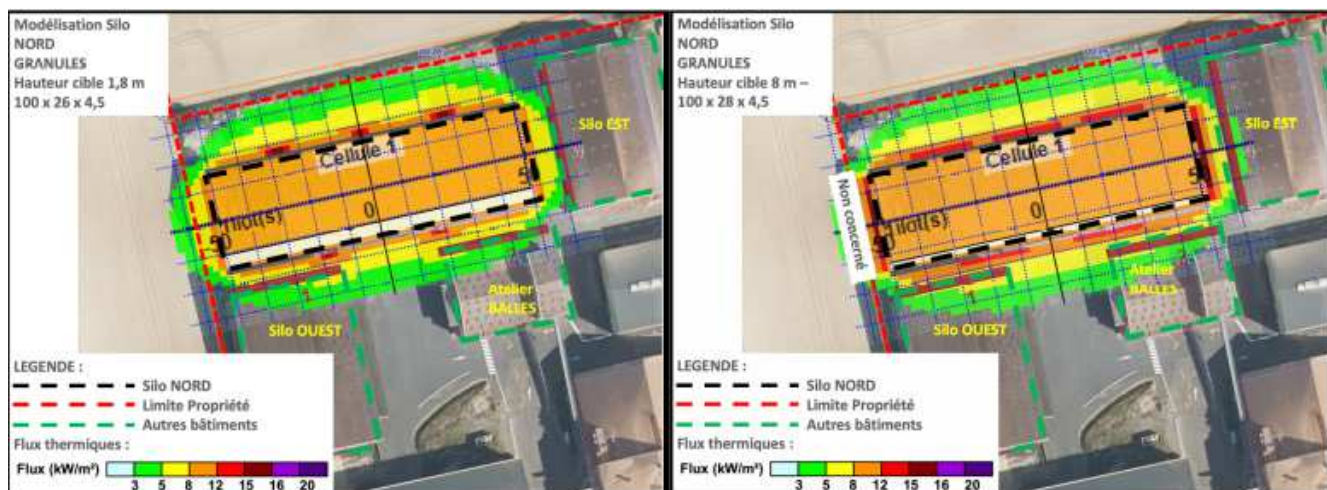 Modélisation Silo
NORD
GRANULES
Hauteur cible 1,8 m
100 x 26 x 4,5
Cellule 1
Silo EST
Ilot(s)
0
5
50
Atelier
BALLES
Silo OUEST
LEGENDE :
Silo NORD
Limite Propriété
Autres bâtiments
Flux thermiques :
Flux (kW/m²)
3 5 8 12 15 16 20
Modélisation Silo
NORD
GRANULES
Hauteur cible 8 m –
100 x 28 x 4,5
Cellule 1
Silo EST
Non concerné
Ilot(s)
0
5
50
Atelier
BALLES
Silo OUEST
LEGENDE :
Silo NORD
Limite Propriété
Autres bâtiments
Flux thermiques :
Flux (kW/m²)
3 5 8 12 15 16 20